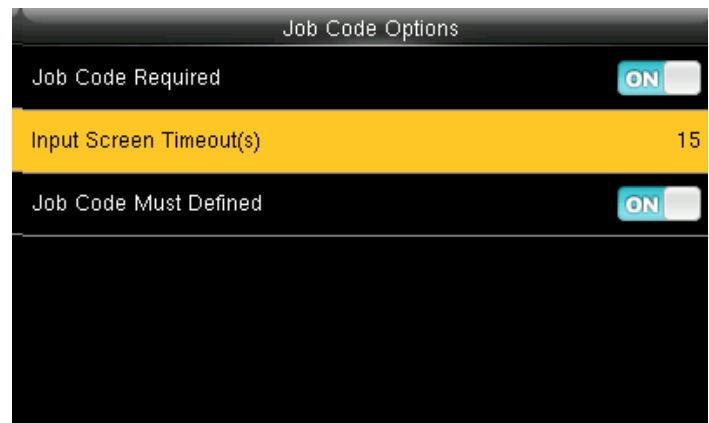 Job Code Options
Job Code Required ON
Input Screen Timeout(s) 15
Job Code Must Defined ON